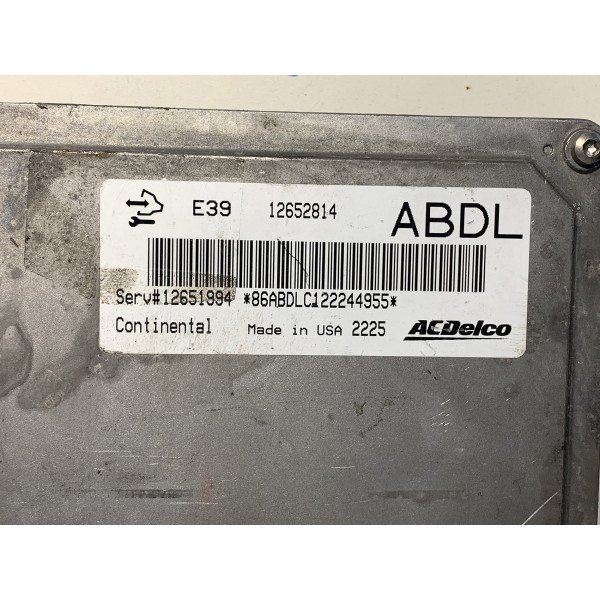 E39 12652814 ABDL
Serv#12651994 *86ABDLC122244955*
Continental Made in USA 2225 ACDelco